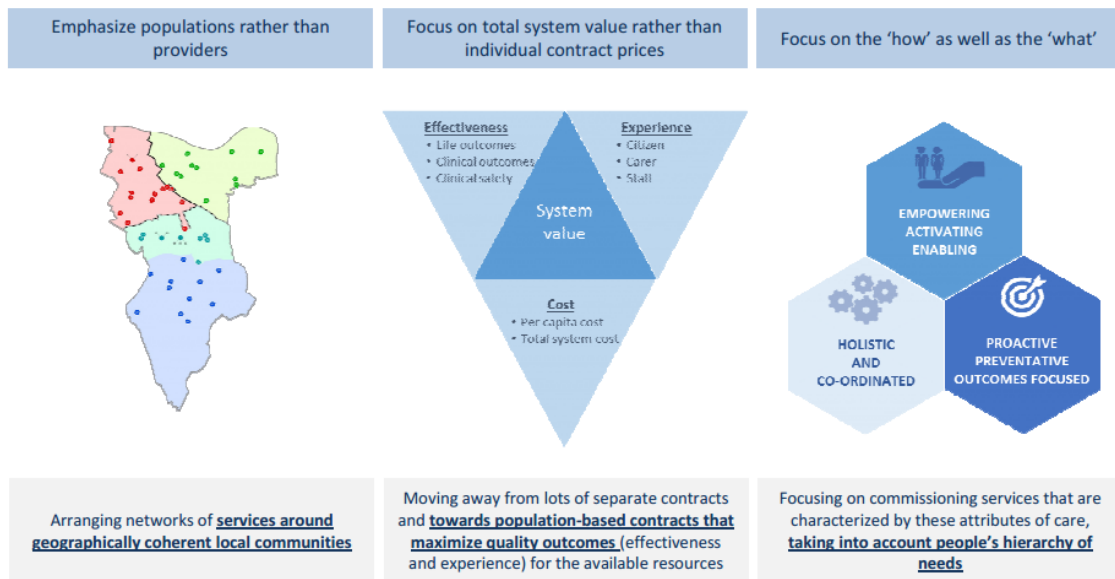 Emphasize populations rather than
providers
Focus on total system value rather than
individual contract prices
Focus on the ‘how’ as well as the ‘what’
Effectiveness
• Life outcomes
• Clinical outcomes
• Clinical safety
Experience
• Citizen
• Carer
• Staff
System
value
Cost
• Per capita cost
• Total system cost
EMPOWERING
ACTIVATING
ENABLING
HOLISTIC
AND
CO-ORDINATED
PROACTIVE
PREVENTATIVE
OUTCOMES FOCUSED
Arranging networks of services around
geographically coherent local communities
Moving away from lots of separate contracts
and towards population-based contracts that
maximize quality outcomes (effectiveness
and experience) for the available resources
Focusing on commissioning services that are
characterized by these attributes of care,
taking into account people’s hierarchy of
needs